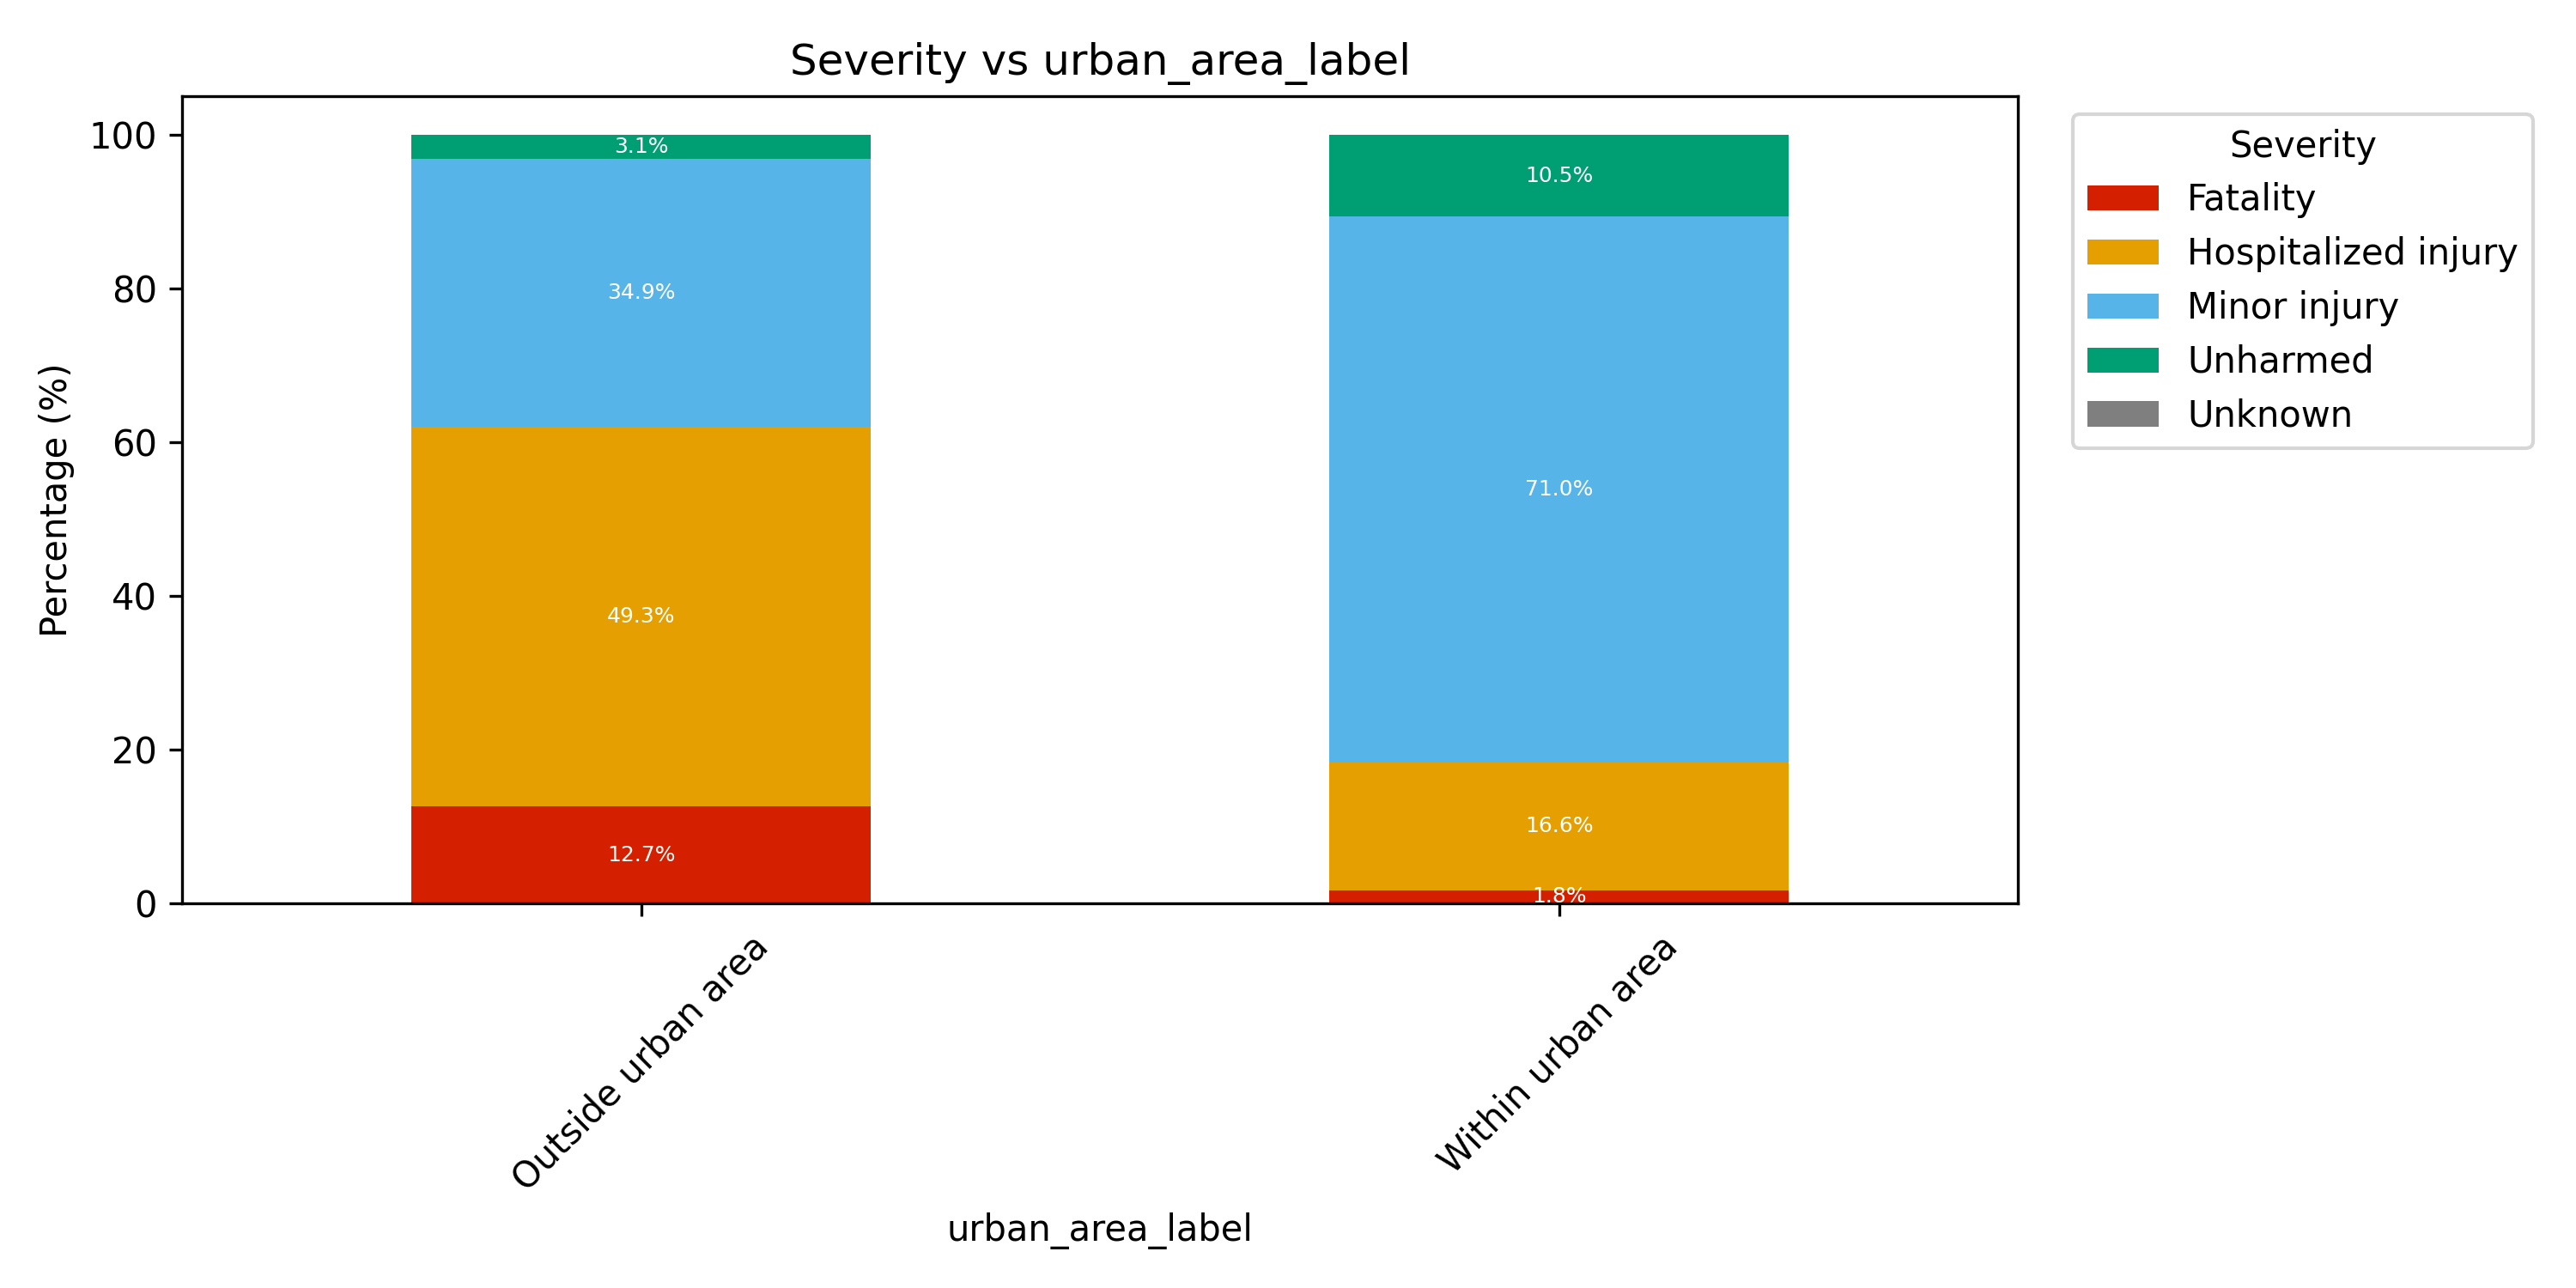 Severity vs urban_area_label
Percentage (%)
100
80
60
40
20
0
3.1%
34.9%
49.3%
12.7%
10.5%
71.0%
16.6%
1.8%
Outside urban area
Within urban area
urban_area_label
Severity
Fatality
Hospitalized injury
Minor injury
Unharmed
Unknown